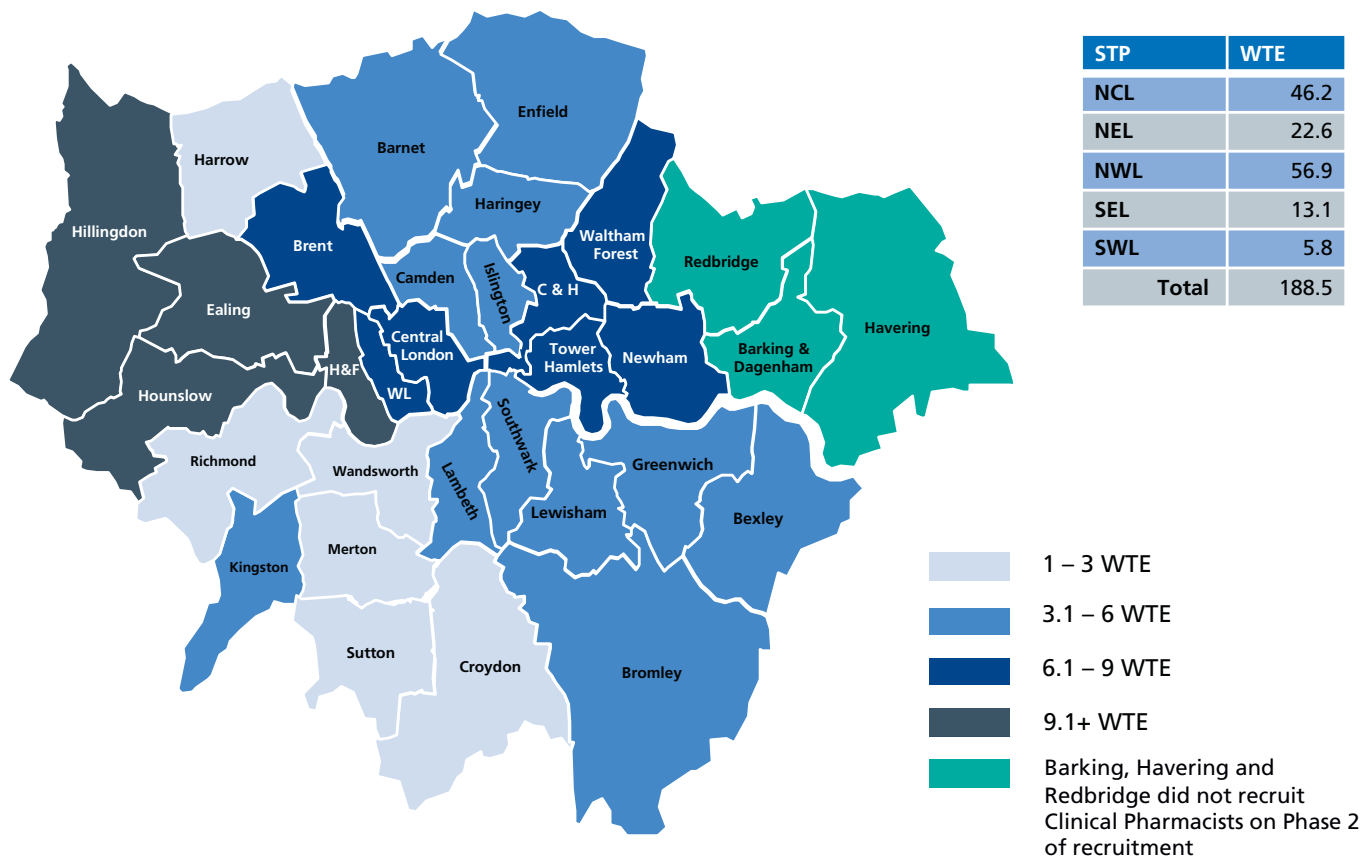 STP WTE
NCL 46.2
NEL 22.6
NWL 56.9
SEL 13.1
SWL 5.8
Total 188.5
Enfield
Barnet
Harrow
Haringey
Hillingdon
Brent
Waltham
Forest
Redbridge
Camden
Islington
C & H
Ealing
Havering
Central
London
Tower
Hamlets
Newham
Barking &
Dagenham
H&F
Hounslow
WL
Richmond
Wandsworth
Lambeth
Southwark
Greenwich
Lewisham
Bexley
Merton
Kingston
Sutton
Croydon
Bromley
1 – 3 WTE
3.1 – 6 WTE
6.1 – 9 WTE
9.1+ WTE
Barking, Havering and
Redbridge did not recruit
Clinical Pharmacists on Phase 2
of recruitment